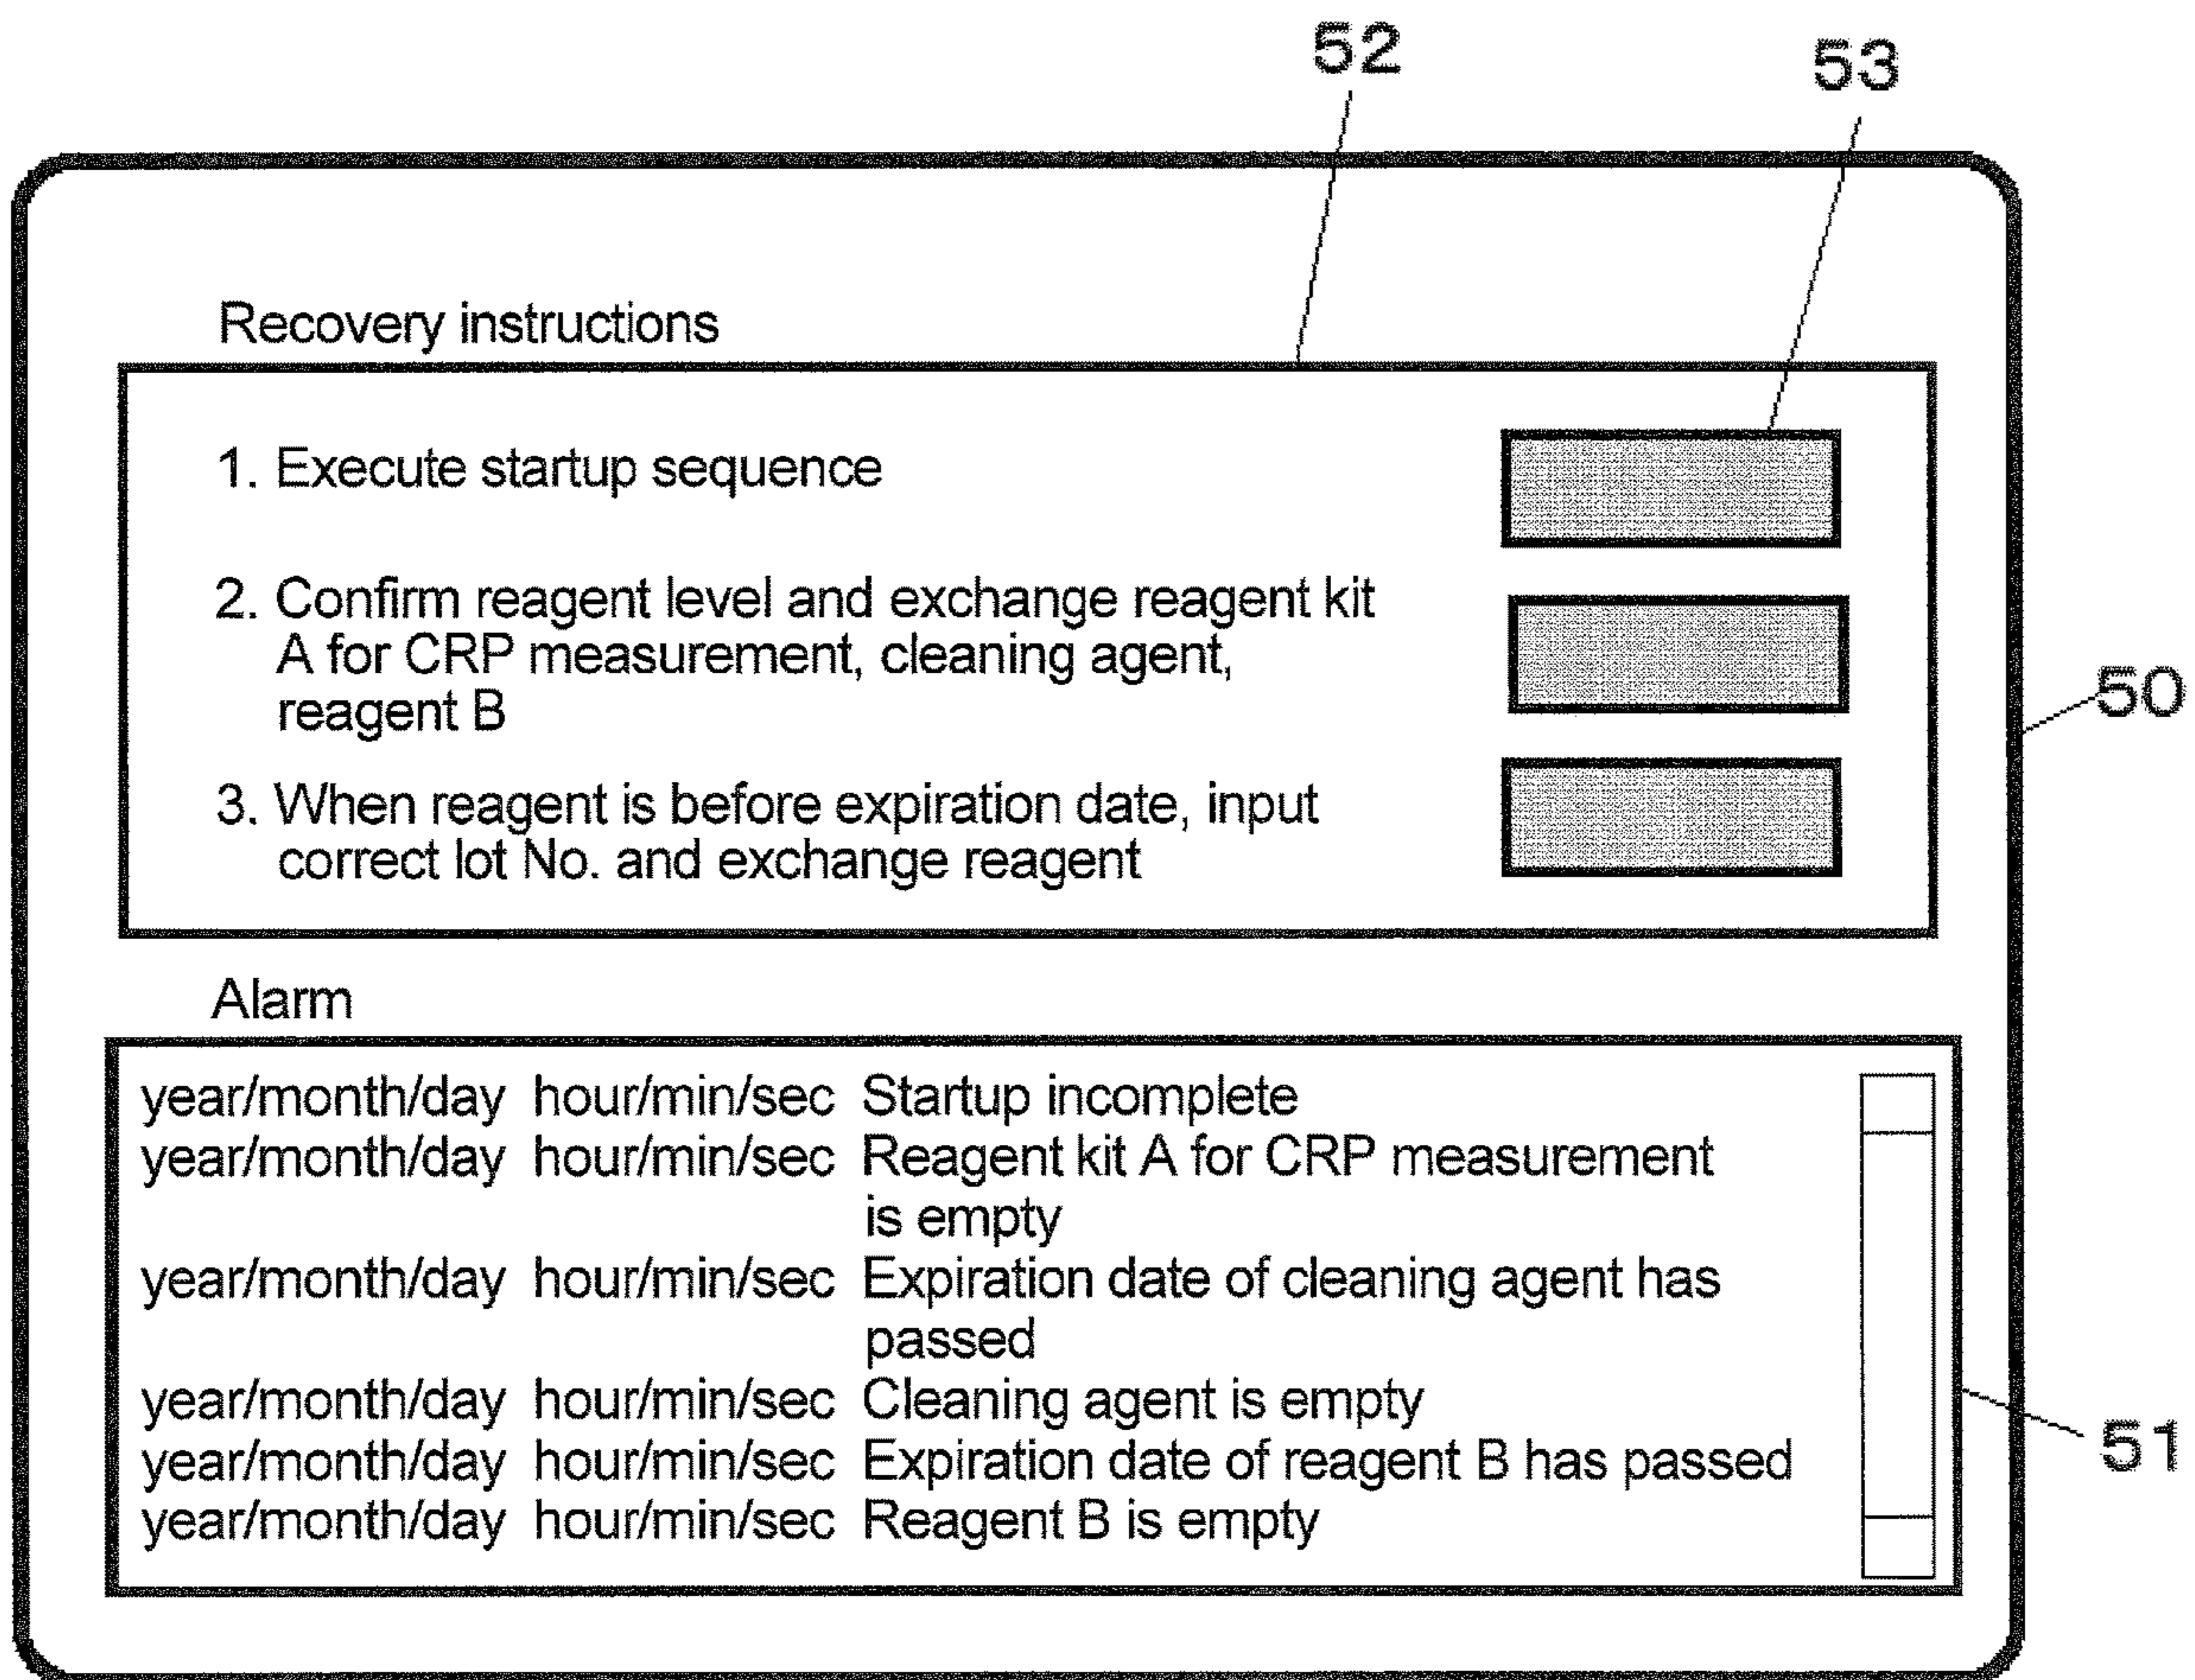 52
53
Recovery instructions
1. Execute startup sequence
2. Confirm reagent level and exchange reagent kit
A for CRP measurement, cleaning agent,
reagent B
50
3. When reagent is before expiration date, input
correct lot No. and exchange reagent
Alarm
year/month/day hour/min/sec Startup incomplete
year/month/day hour/min/sec Reagent kit A for CRP measurement
is empty
year/month/day hour/min/sec Expiration date of cleaning agent has
passed
year/month/day hour/min/sec Cleaning agent is empty
51
year/month/day hour/min/sec Expiration date of reagent B has passed
year/month/day hour/min/sec Reagent B is empty